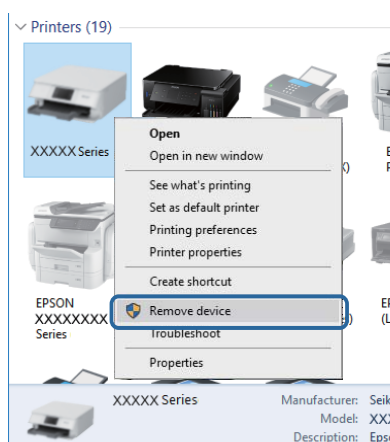 Printers (19)
XXXXX Series
Open
Open in new window
See what's printing
Set as default printer
Printing preferences
Printer properties
Create shortcut
Remove device
Troubleshoot
Properties
EPSON
XXXXXXXX
Series
XXXXX Series
Manufacturer:
Model:
Description: